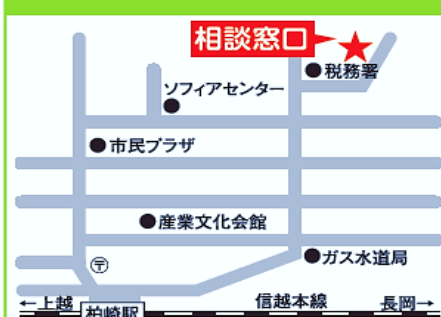 相談窓口
税務署
ソフィアセンター
市民プラザ
産業文化会館
〒
ガス水道局
←上越
信越本線
長岡→
柏崎駅